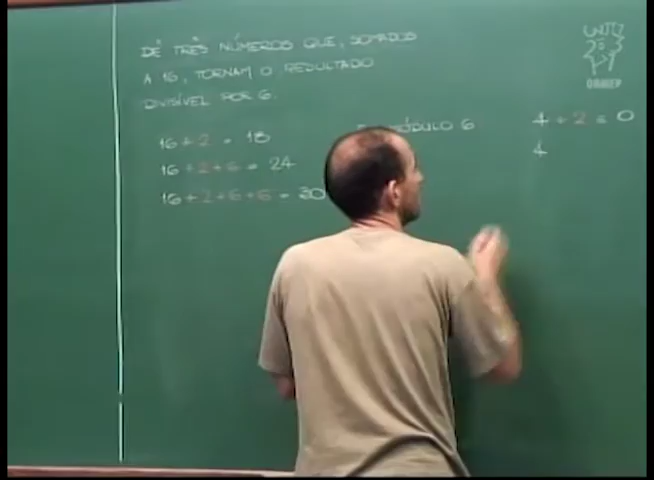 DÊ TRÊS NÚMEROS QUE, SOMADOS
A 16, TORNAM O RESULTADO
DIVISÍVEL POR 6.
16 + 2 = 18
16 + 2 + 6 = 24
16 + 2 + 6 + 6 = 30
MÓDULO 6
4 + 2 = 0
4
OBMEP